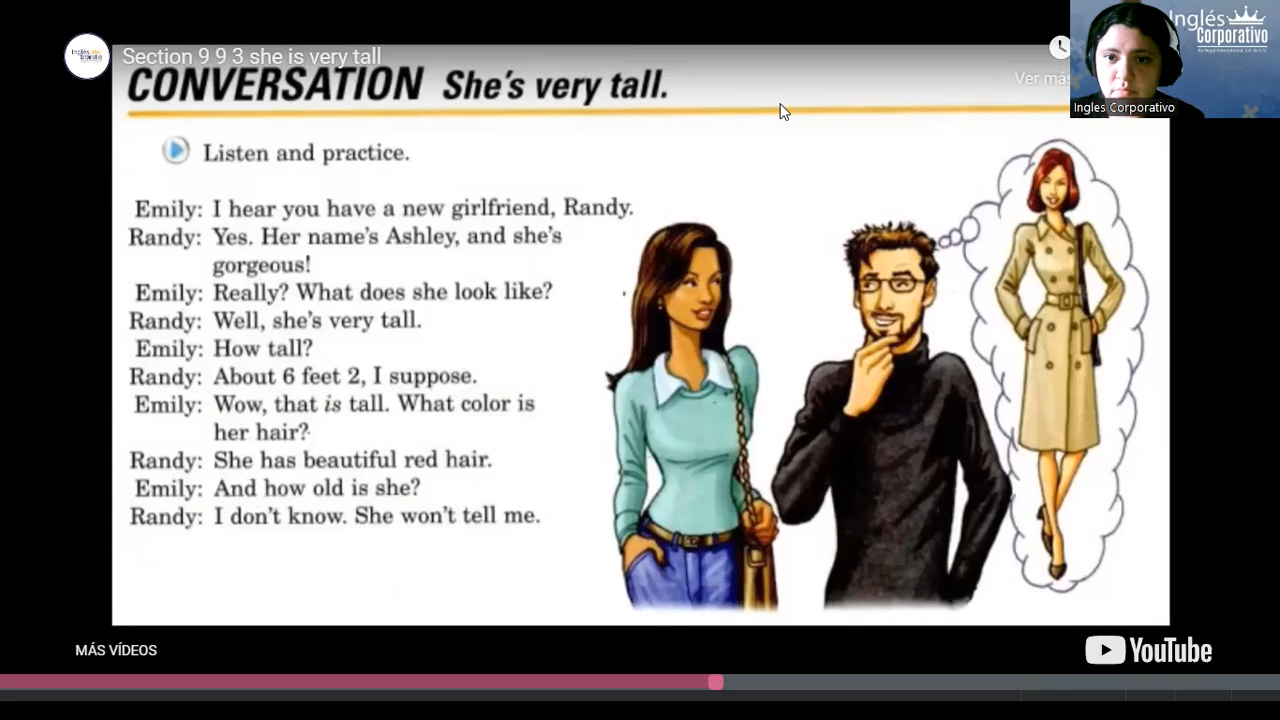 Section 9 9 3 she is very tall
CONVERSATION She's very tall.
Ver más
Inglés
Corporativo
Ingles Corporativo
Listen and practice.
Emily: I hear you have a new girlfriend, Randy.
Randy: Yes. Her name's Ashley, and she's
gorgeous!
Emily: Really? What does she look like?
Randy: Well, she's very tall.
Emily: How tall?
Randy: About 6 feet 2, I suppose.
Emily: Wow, that is tall. What color is
her hair?
Randy: She has beautiful red hair.
Emily: And how old is she?
Randy: I don't know. She won't tell me.
MÁS VÍDEOS
YouTube